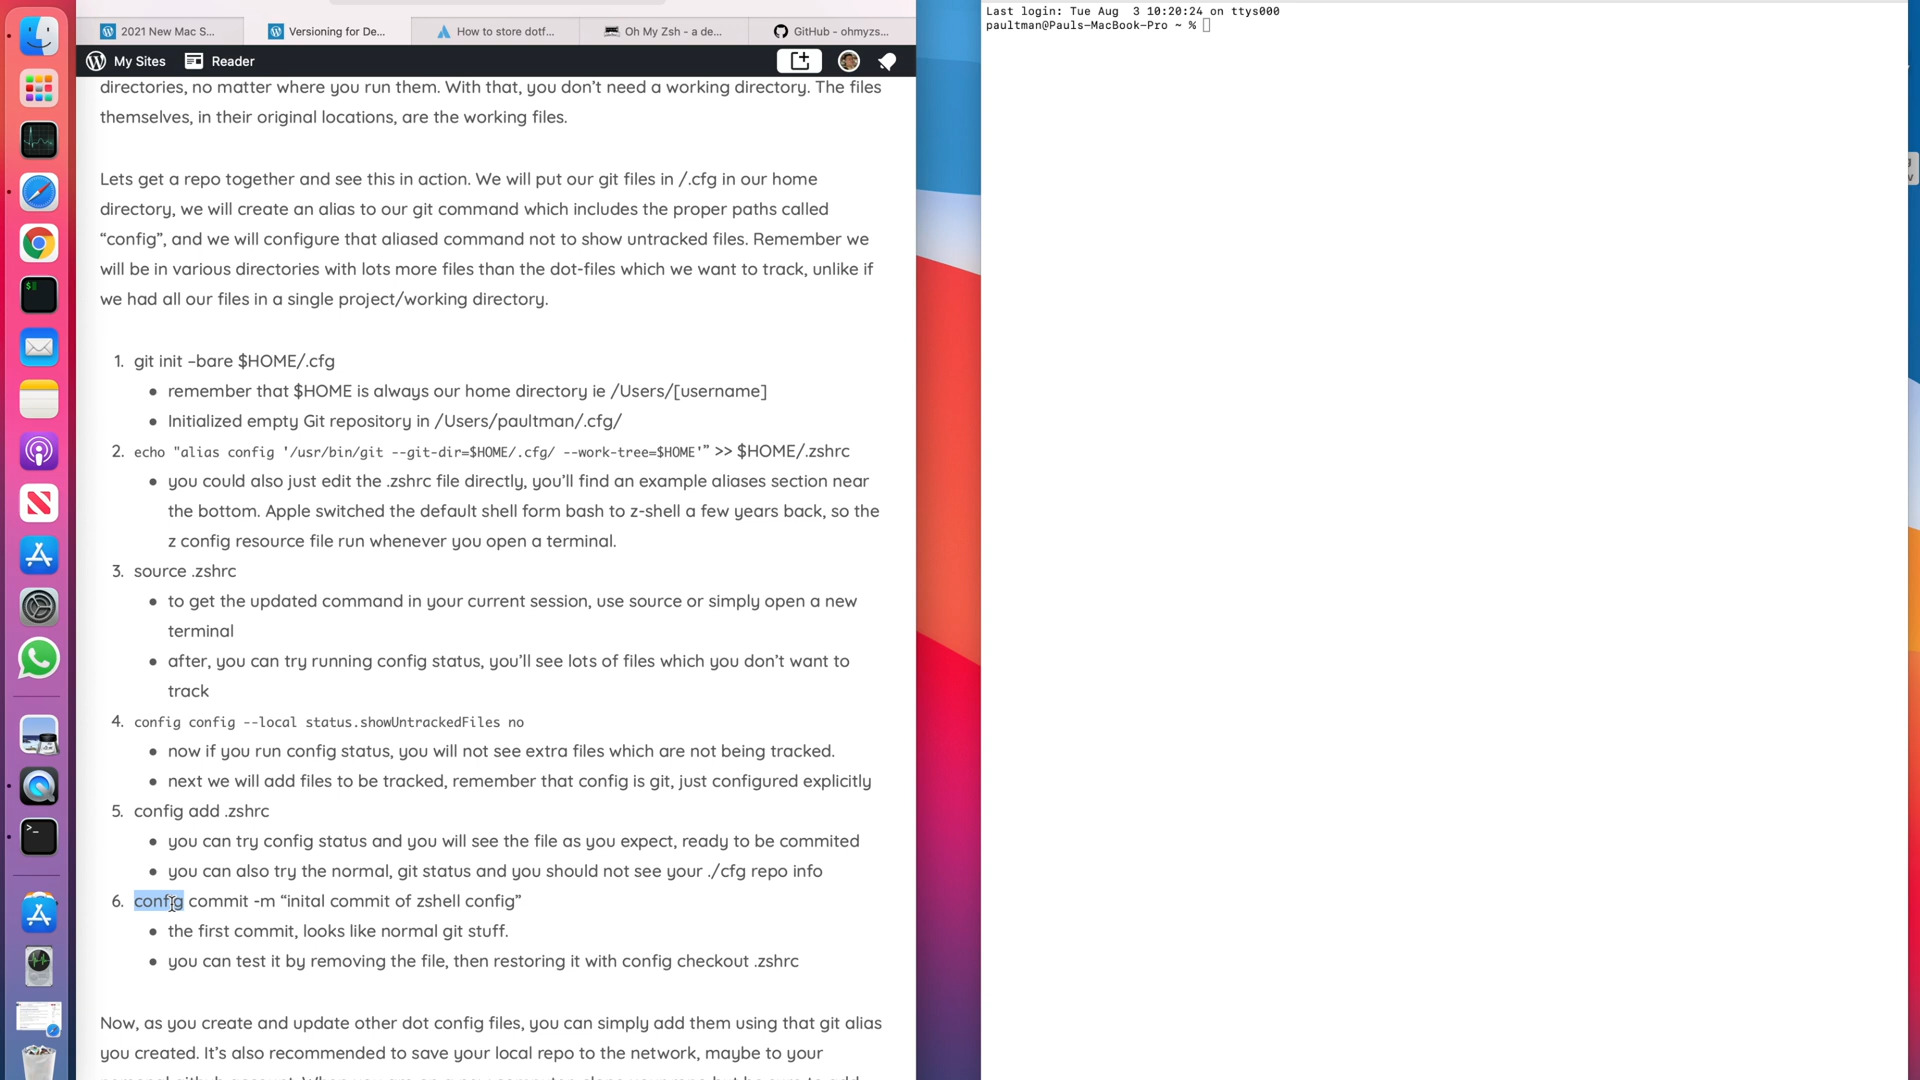 2021 New Mac S...
Versioning for De...
How to store dotf...
Oh My Zsh - a de...
GitHub - ohmyzs...
My Sites
Reader
directories, no matter where you run them. With that, you don’t need a working directory. The files
themselves, in their original locations, are the working files.
Lets get a repo together and see this in action. We will put our git files in /.cfg in our home
directory, we will create an alias to our git command which includes the proper paths called
“config”, and we will configure that aliased command not to show untracked files. Remember we
will be in various directories with lots more files than the dot-files which we want to track, unlike if
we had all our files in a single project/working directory.
1. git init –bare $HOME/.cfg
• remember that $HOME is always our home directory ie /Users/[username]
• Initialized empty Git repository in /Users/paultman/.cfg/
2. echo "alias config '/usr/bin/git --git-dir=$HOME/.cfg/ --work-tree=$HOME'” >> $HOME/.zshrc
• you could also just edit the .zshrc file directly, you’ll find an example aliases section near
the bottom. Apple switched the default shell form bash to z-shell a few years back, so the
z config resource file run whenever you open a terminal.
3. source .zshrc
• to get the updated command in your current session, use source or simply open a new
terminal
• after, you can try running config status, you’ll see lots of files which you don’t want to
track
4. config config --local status.showUntrackedFiles no
• now if you run config status, you will not see extra files which are not being tracked.
• next we will add files to be tracked, remember that config is git, just configured explicitly
5. config add .zshrc
• you can try config status and you will see the file as you expect, ready to be commited
• you can also try the normal, git status and you should not see your ./cfg repo info
6. config commit -m “inital commit of zshell config”
• the first commit, looks like normal git stuff.
• you can test it by removing the file, then restoring it with config checkout .zshrc
Now, as you create and update other dot config files, you can simply add them using that git alias
you created. It’s also recommended to save your local repo to the network, maybe to your
Last login: Tue Aug  3 10:20:24 on ttys000
paultman@Pauls-MacBook-Pro ~ %